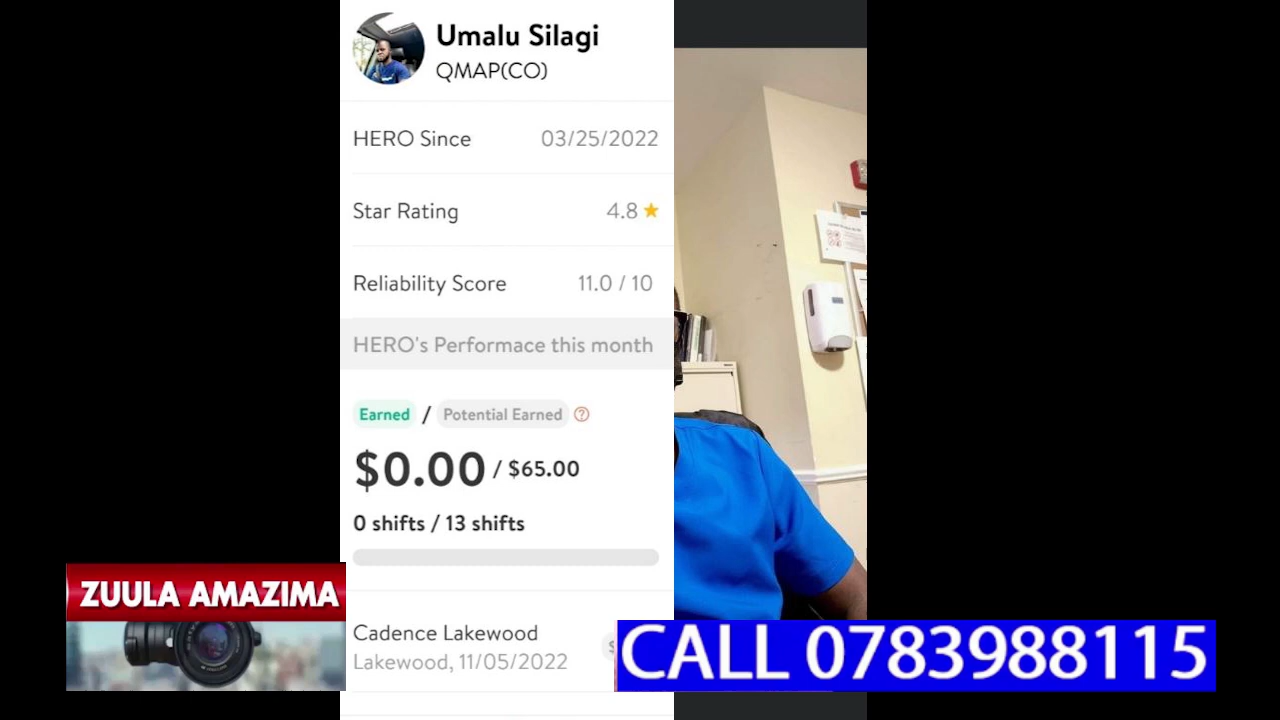 Umalu Silagi
QMAP(CO)
HERO Since 03/25/2022
Star Rating 4.8
Reliability Score 11.0 / 10
HERO's Performace this month
Earned / Potential Earned ?
$0.00 / $65.00
0 shifts / 13 shifts
Cadence Lakewood
Lakewood, 11/05/2022
ZUULA AMAZIMA
CALL 0783988115